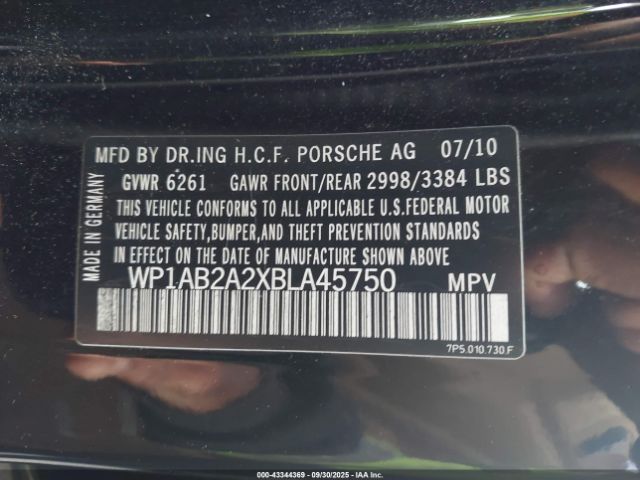 MFD BY DR.ING H.C.F. PORSCHE AG 07/10
GVWR 6261 GAWR FRONT/REAR 2998/3384 LBS
THIS VEHICLE CONFORMS TO ALL APPLICABLE U.S.FEDERAL MOTOR
VEHICLE SAFETY,BUMPER,AND THEFT PREVENTION STANDARDS
IN EFFECT ON THE DATE OF MANUFACTURE SHOWN ABOVE.
MADE IN GERMANY
WP1AB2A2XBLA45750 MPV
7P5.010.730.F
000-43344369 - 09/30/2025 - IAA Inc.